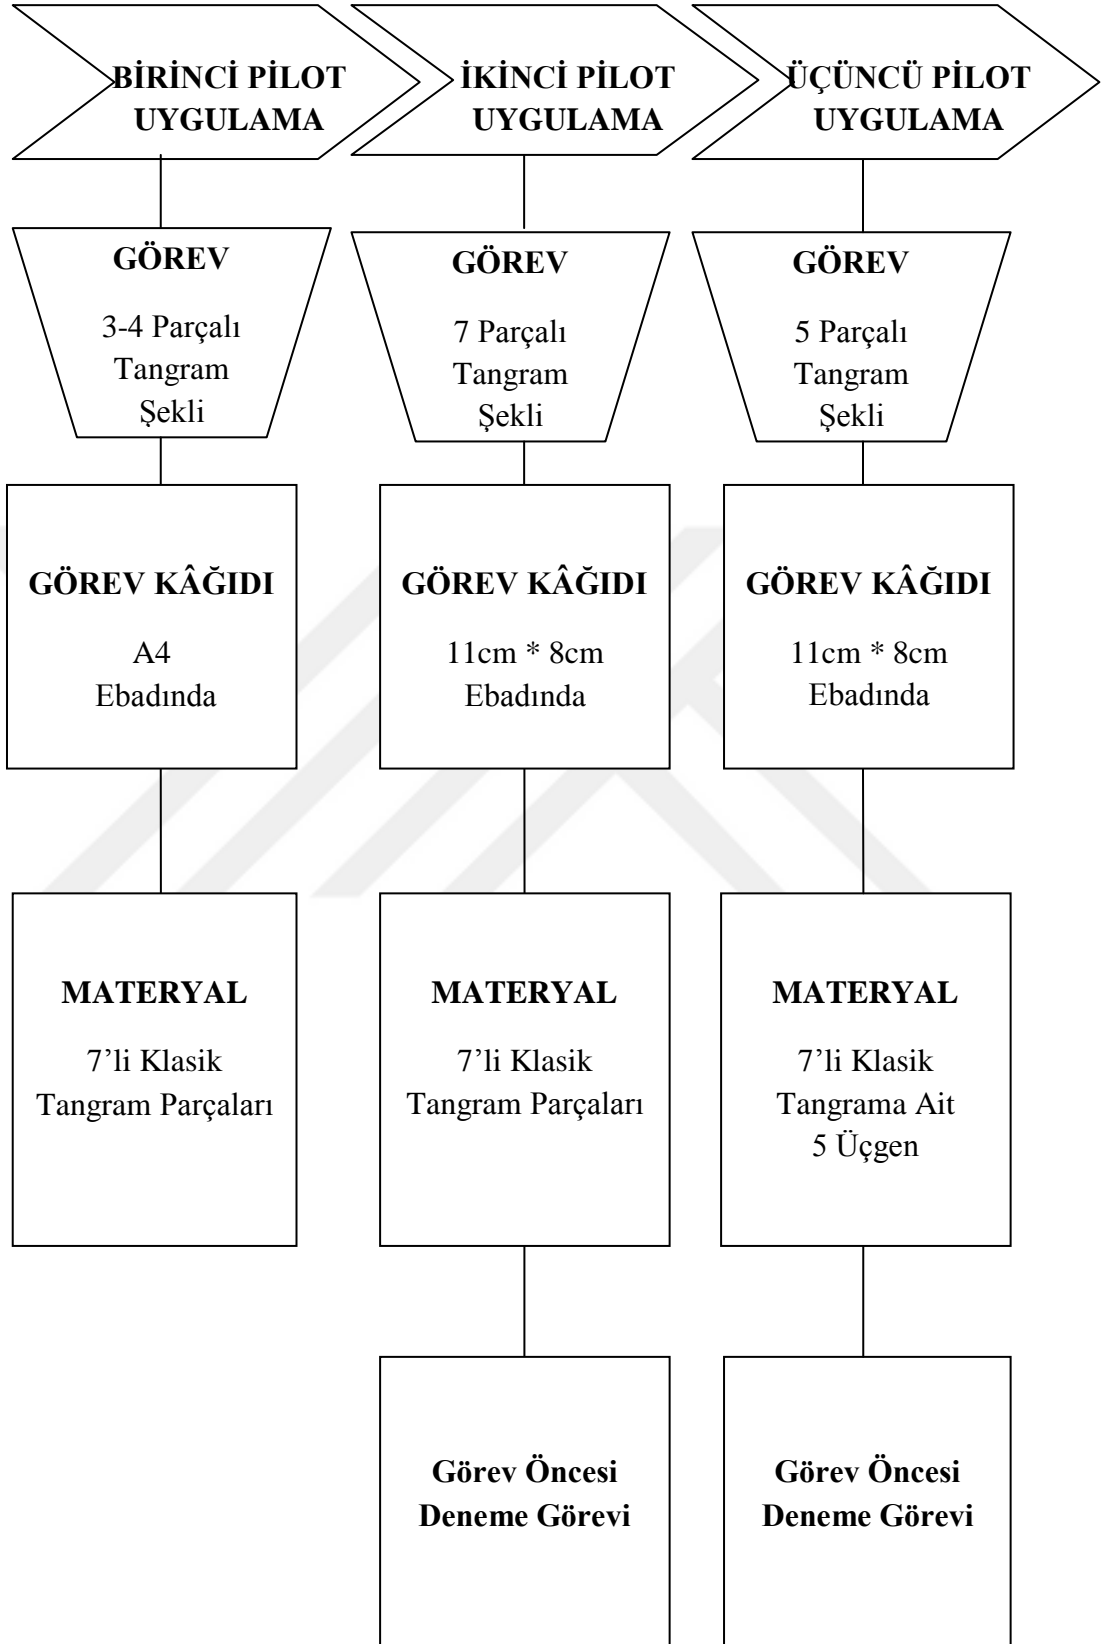 BİRİNCİ PİLOT
UYGULAMA
İKİNCİ PİLOT
UYGULAMA
ÜÇÜNCÜ PİLOT
UYGULAMA
GÖREV
3-4 Parçalı
Tangram
Şekli
GÖREV
7 Parçalı
Tangram
Şekli
GÖREV
5 Parçalı
Tangram
Şekli
GÖREV KÂĞIDI
A4
Ebadında
GÖREV KÂĞIDI
11cm * 8cm
Ebadında
GÖREV KÂĞIDI
11cm * 8cm
Ebadında
MATERYAL
7’li Klasik
Tangram Parçaları
MATERYAL
7’li Klasik
Tangram Parçaları
MATERYAL
7’li Klasik
Tangrama Ait
5 Üçgen
Görev Öncesi
Deneme Görevi
Görev Öncesi
Deneme Görevi